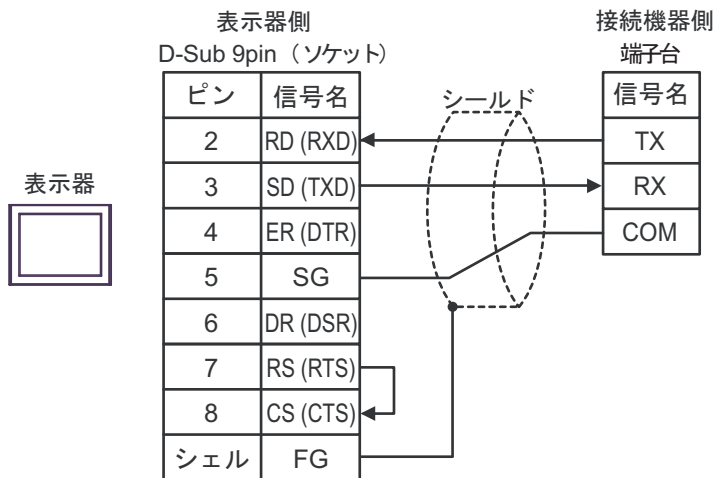 表示器側
D-Sub 9pin（ソケット）
接続機器側
端子台
ピン 信号名 シールド 信号名
2 RD (RXD) TX
3 SD (TXD) RX
表示器
4 ER (DTR) COM
5 SG
6 DR (DSR)
7 RS (RTS)
8 CS (CTS)
シェル FG